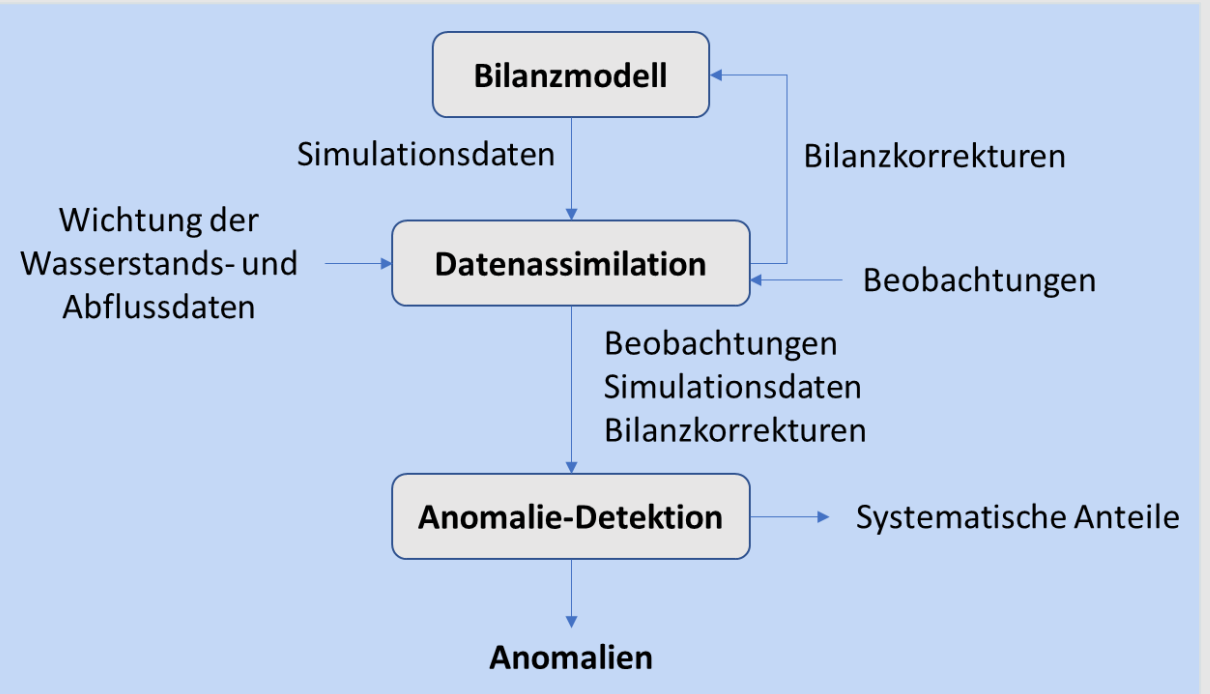 Bilanzmodell
Simulationsdaten
Bilanzkorrekturen
Wichtung der
Wasserstands- und
Abflussdaten
Datenassimilation
Beobachtungen
Beobachtungen
Simulationsdaten
Bilanzkorrekturen
Anomalie-Detektion
Systematische Anteile
Anomalien